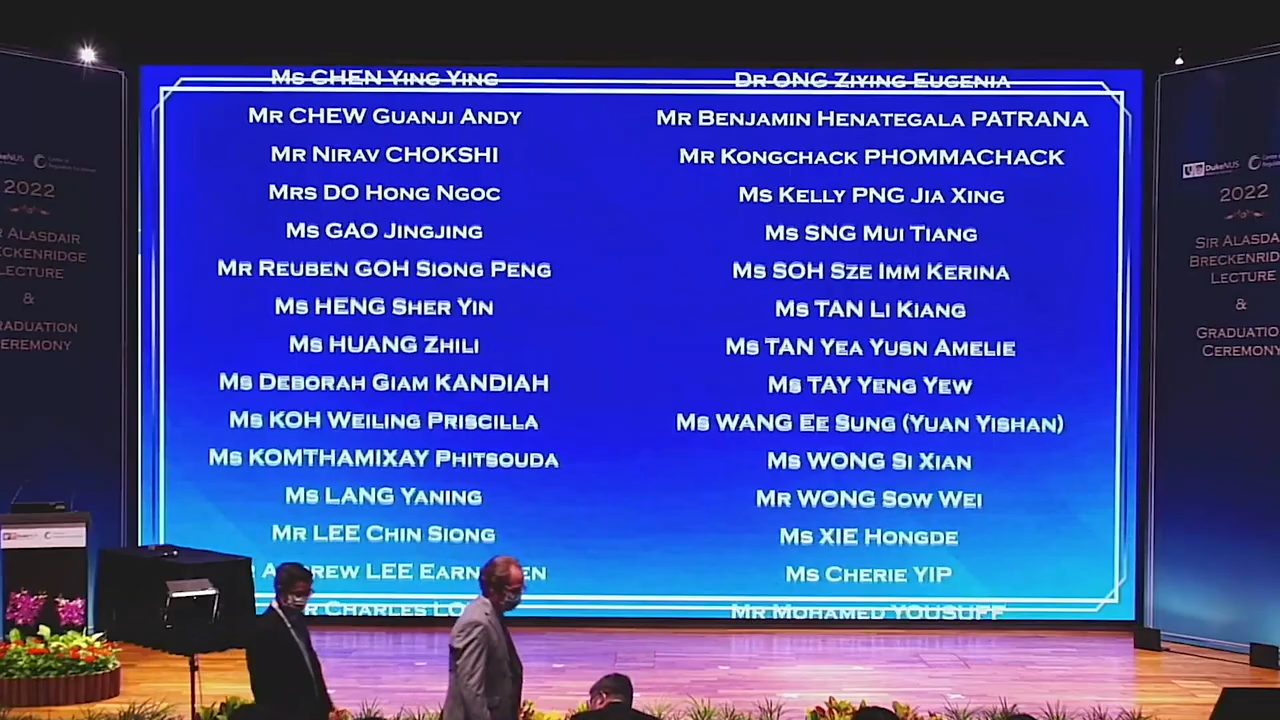 Ms CHEN Ying Ying
Mr CHEW Guanji Andy
Mr Nirav CHOKSHI
Mrs DO Hong Ngoc
Ms GAO Jingjing
Mr Reuben GOH Siong Peng
Ms HENG Sher Yin
Ms HUANG Zhili
Ms Deborah Giam KANDIAH
Ms KOH Weiling Priscilla
Ms KOMTHAMIXAY Phitsouda
Ms LANG Yaning
Mr LEE Chin Siong
LEE
Charles
Dr ONG Ziying Eugenia
Mr Benjamin Henategala PATRANA
Mr Kongchack PHOMMACHACK
Ms Kelly PNG Jia Xing
Ms SNG Mui Tiang
Ms SOH Sze Imm Kerina
Ms TAN Li Kiang
Ms TAN Yea Yusn Amelie
Ms TAY Yeng Yew
Ms WANG Ee Sung (Yuan Yishan)
Ms WONG Si Xian
Mr WONG Sow Wei
Ms XIE Hongde
Ms Cherie YIP
Mr Mohamed YOUSUFF
2022
ALASDAIR
LECTURE
&
DukeNUS
2022
Sir
Lecture
&
Ceremony